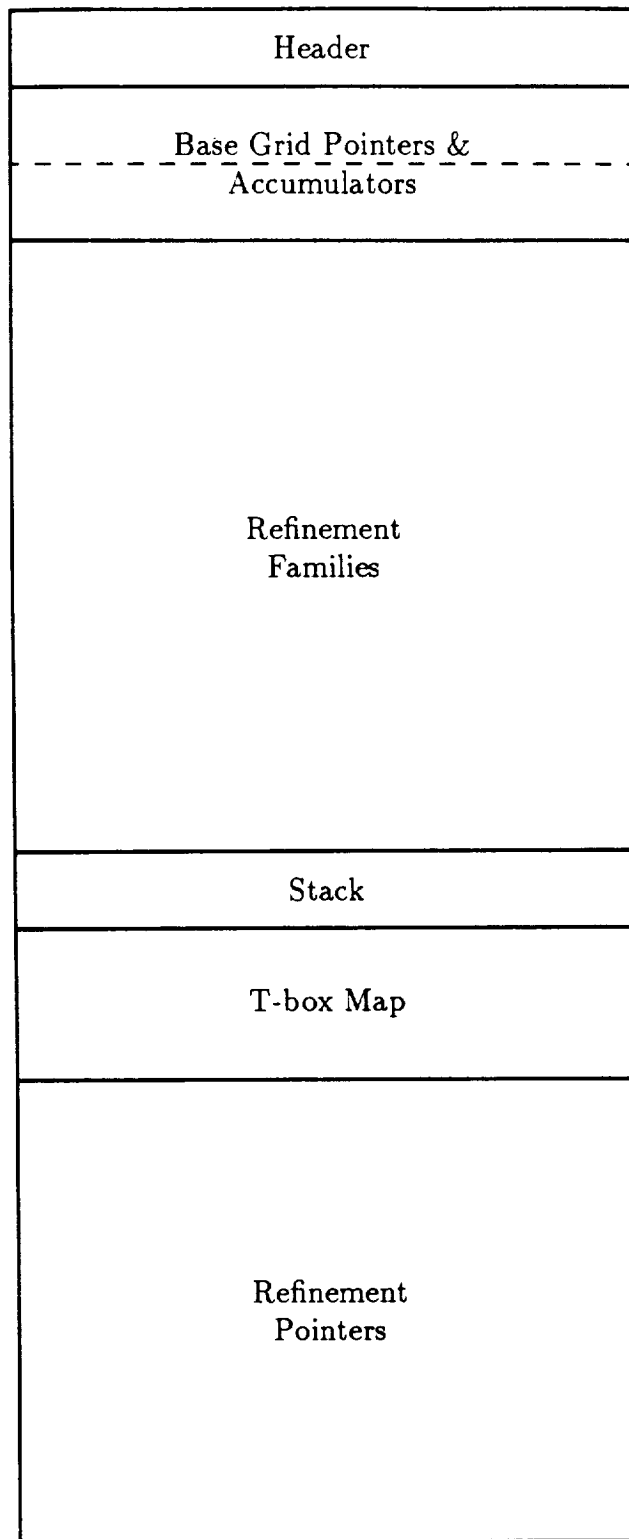 Header
Base Grid Pointers &
Accumulators
Refinement
Families
Stack
T-box Map
Refinement
Pointers